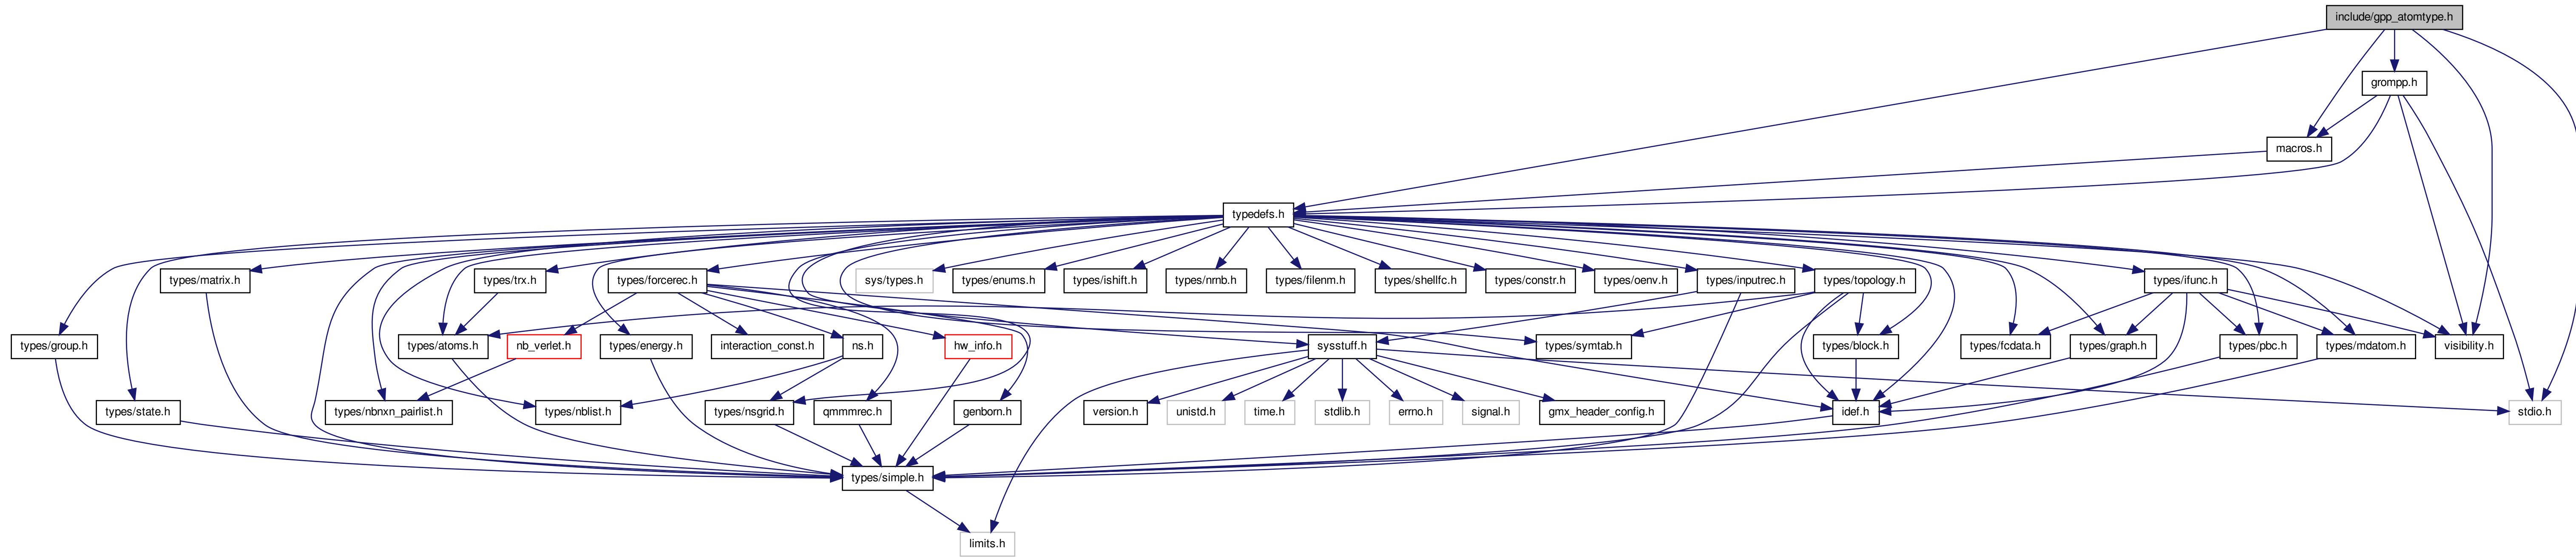 include/gpp_atomtype.h
grompp.h
macros.h
typedefs.h
types/matrix.h
types/trx.h
types/forcerec.h
sys/types.h
types/enums.h
types/ishift.h
types/nrnb.h
types/filenm.h
types/shellfc.h
types/constr.h
types/oenv.h
types/inputrec.h
types/topology.h
types/ifunc.h
types/group.h
types/atoms.h
nb_verlet.h
types/energy.h
interaction_const.h
ns.h
hw_info.h
sysstuff.h
types/symtab.h
types/block.h
types/fcdata.h
types/graph.h
types/pbc.h
types/mdatom.h
visibility.h
types/state.h
types/nbnxn_pairlist.h
types/nblist.h
types/nsgrid.h
qmmmrec.h
genborn.h
version.h
unistd.h
time.h
stdlib.h
errno.h
signal.h
gmx_header_config.h
idef.h
stdio.h
types/simple.h
limits.h